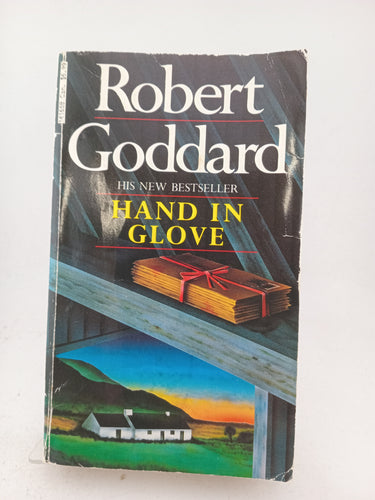 Robert
Goddard
HIS NEW BESTSELLER
HAND IN
GLOVE